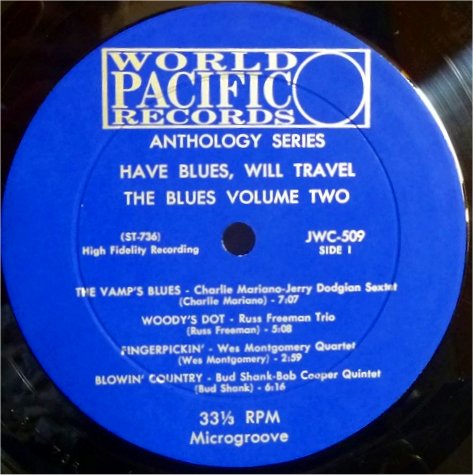 WORLD
PACIFIC
RECORDS
ANTHOLOGY SERIES
HAVE BLUES, WILL TRAVEL
THE BLUES VOLUME TWO
(ST-736)
High Fidelity Recording
JWC-509
SIDE 1
THE VAMP'S BLUES - Charlie Mariano-Jerry Dodgian Sextet
(Charlie Mariano) - 7:07
WOODY'S DOT - Russ Freeman Trio
(Russ Freeman) - 5:08
FINGERPICKIN' - Wes Montgomery Quartet
(Wes Montgomery) - 2:59
BLOWIN' COUNTRY - Bud Shank-Bob Cooper Quintet
(Bud Shank) - 6:16
33⅓ RPM
Microgroove